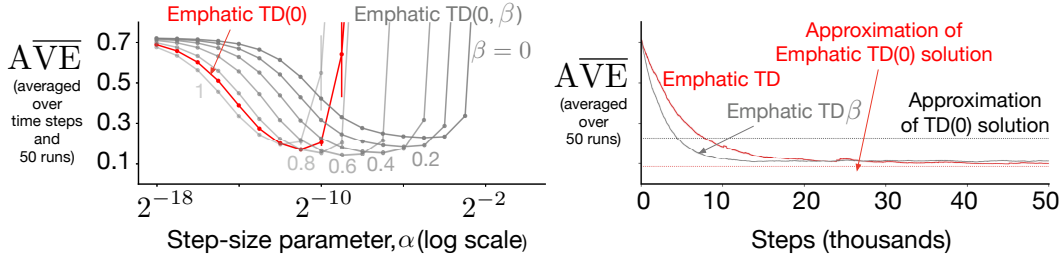 Emphatic TD(0)
Emphatic TD(0, β)
β = 0
AVE
(averaged
over
time steps
and
50 runs)
0.7
0.5
0.3
0.1
1
0.8
0.6
0.4
0.2
2^-18
2^-10
2^-2
Step-size parameter, α (log scale)
AVE
(averaged
over
50 runs)
Approximation of
Emphatic TD(0) solution
Emphatic TD
Emphatic TD β
Approximation
of TD(0) solution
0
10
20
30
40
50
Steps (thousands)